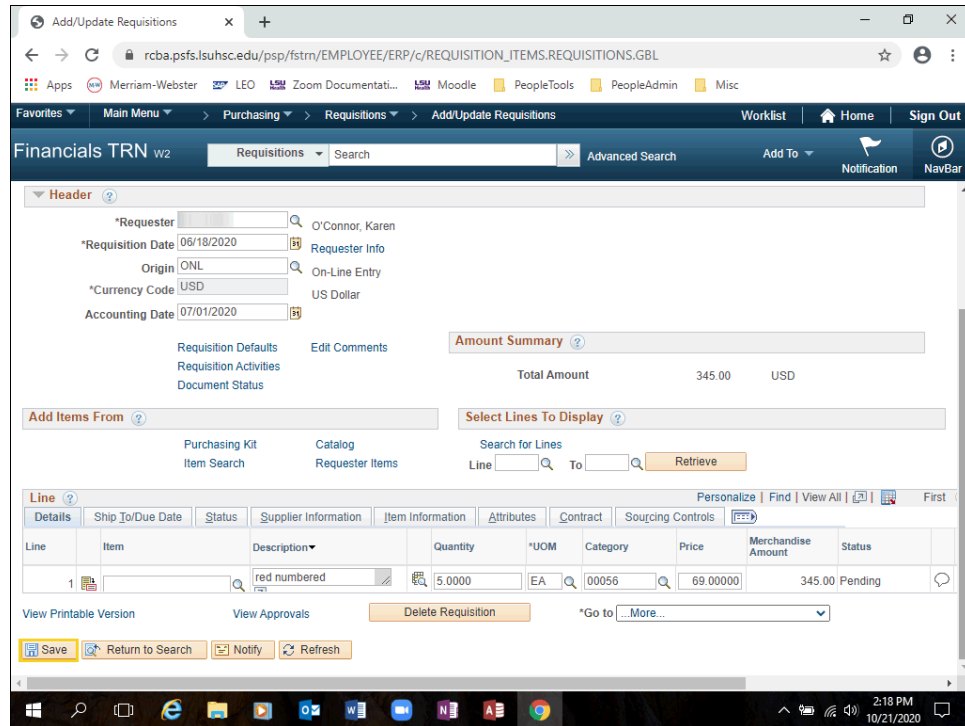 Add/Update Requisitions
rcba.psfs.lsuhsc.edu/psp/fstrn/EMPLOYEE/ERP/c/REQUISITION_ITEMS.REQUISITIONS.GBL
Apps Merriam-Webster LEO Zoom Documentati... Moodle PeopleTools PeopleAdmin Misc
Favorites Main Menu > Purchasing > Requisitions > Add/Update Requisitions Worklist Home Sign Out
Financials TRN W2 Requisitions Search Advanced Search Add To Notification NavBar
Header
*Requester O'Connor, Karen
*Requisition Date 06/18/2020 Requester Info
Origin ONL On-Line Entry
*Currency Code USD US Dollar
Accounting Date 07/01/2020
Requisition Defaults Edit Comments Amount Summary
Requisition Activities Total Amount 345.00 USD
Document Status
Add Items From Select Lines To Display
Purchasing Kit Catalog Search for Lines
Item Search Requester Items Line To Retrieve
Line Personalize | Find | View All | First
Details Ship To/Due Date Status Supplier Information Item Information Attributes Contract Sourcing Controls
Line Item Description Quantity *UOM Category Price Merchandise Amount Status
1 red numbered 5.0000 EA 00056 69.00000 345.00 Pending
View Printable Version View Approvals Delete Requisition *Go to ...More...
Save Return to Search Notify Refresh
2:18 PM
10/21/2020